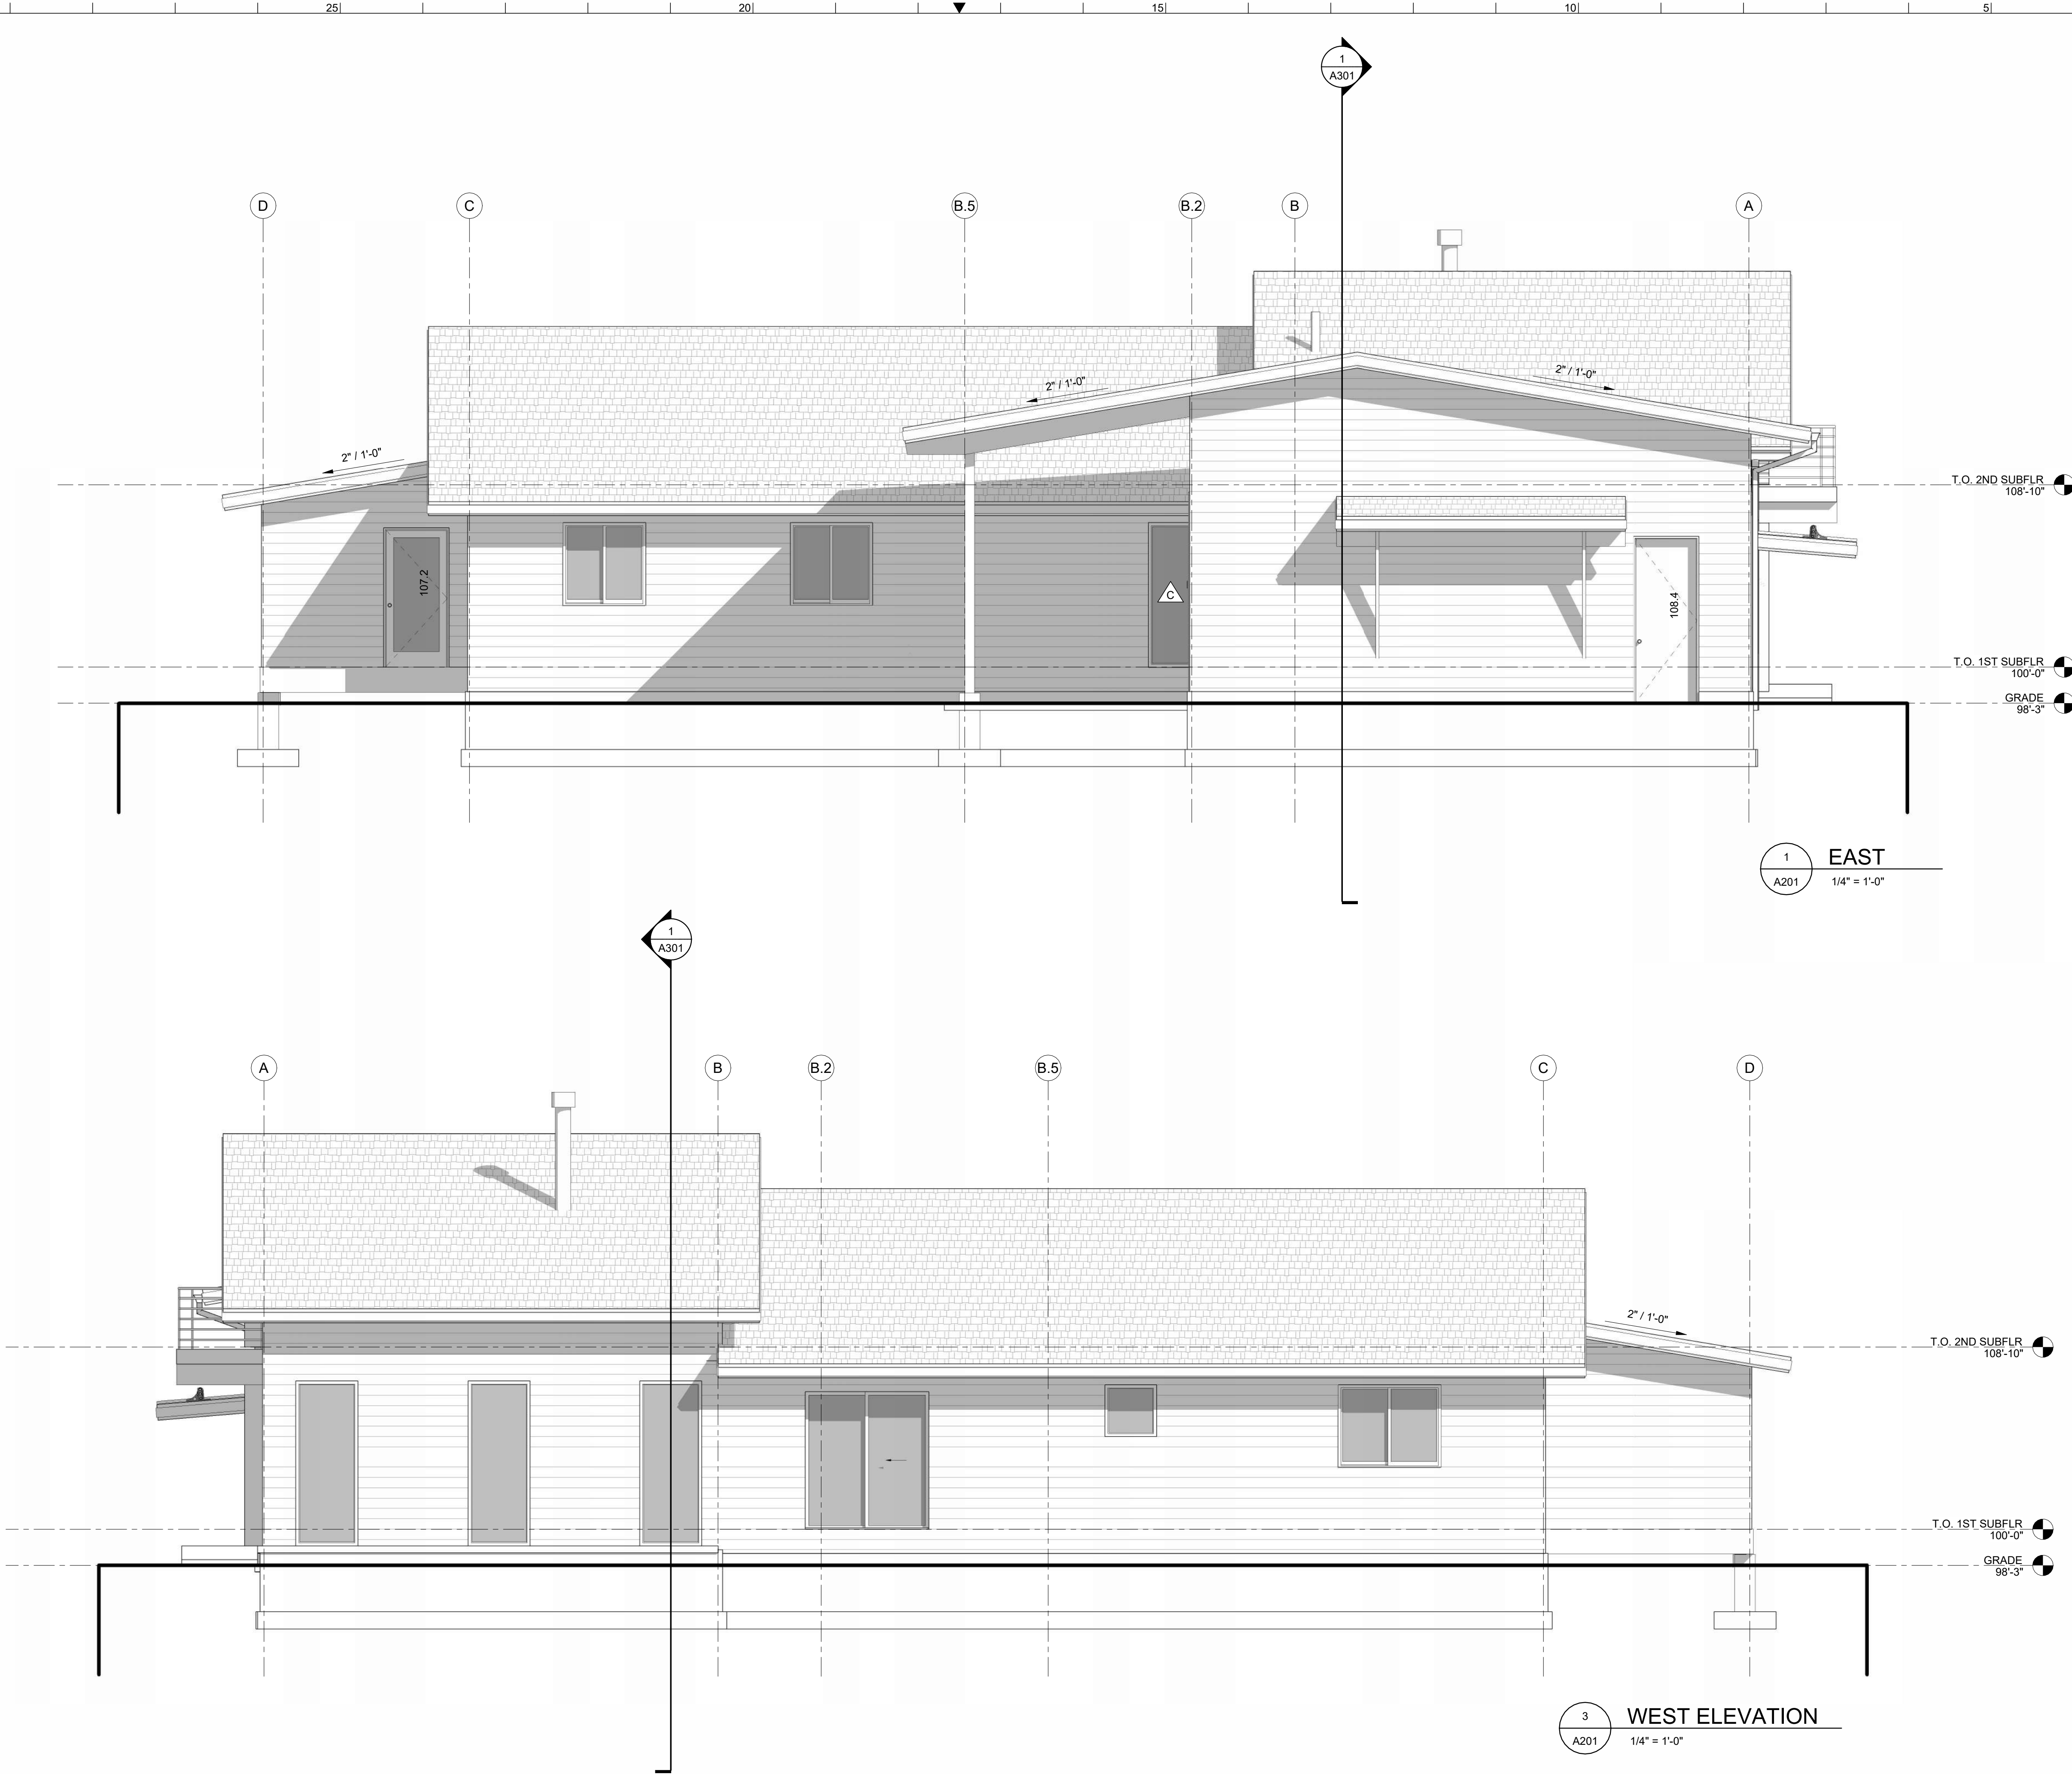 25 20 15 10 5
1
A301
D C B.5 B.2 B A
2" / 1'-0"
2" / 1'-0"
2" / 1'-0"
T.O. 2ND SUBFLR
108'-10"
107.2
C
108.4
T.O. 1ST SUBFLR
100'-0"
GRADE
98'-3"
1
A201
EAST
1/4" = 1'-0"
1
A301
A B B.2 B.5 C D
2" / 1'-0"
T.O. 2ND SUBFLR
108'-10"
T.O. 1ST SUBFLR
100'-0"
GRADE
98'-3"
3
A201
WEST ELEVATION
1/4" = 1'-0"